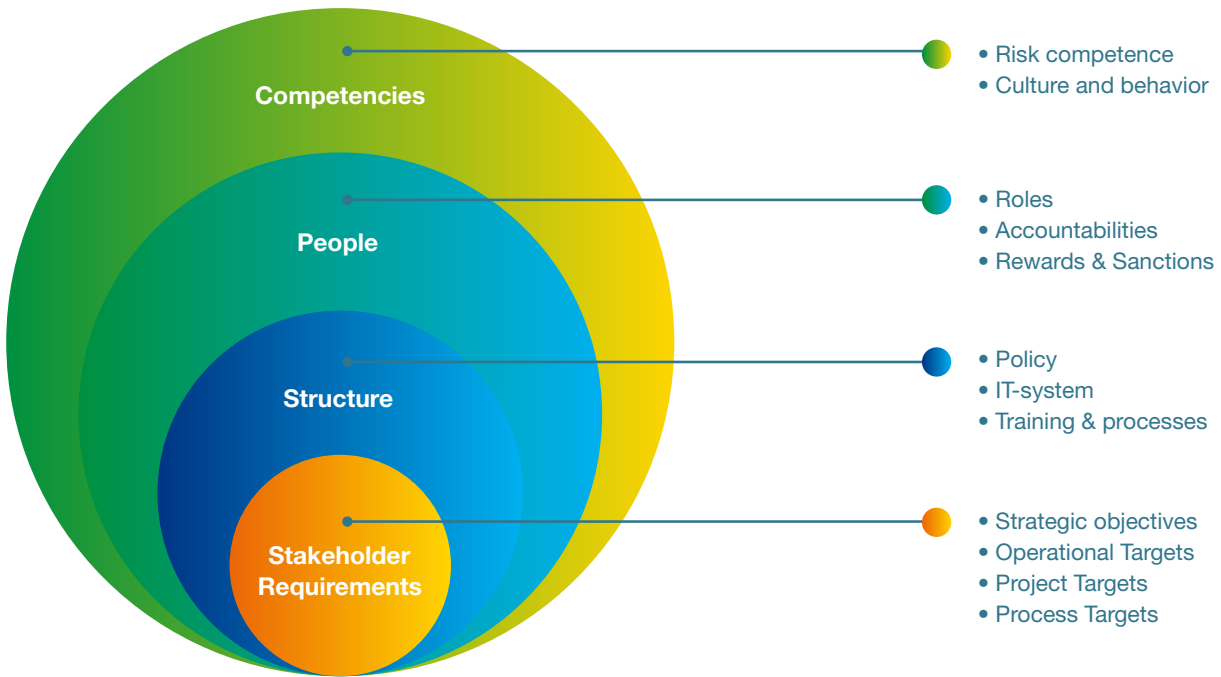 Competencies
• Risk competence
• Culture and behavior
People
• Roles
• Accountabilities
• Rewards & Sanctions
Structure
• Policy
• IT-system
• Training & processes
Stakeholder
Requirements
• Strategic objectives
• Operational Targets
• Project Targets
• Process Targets